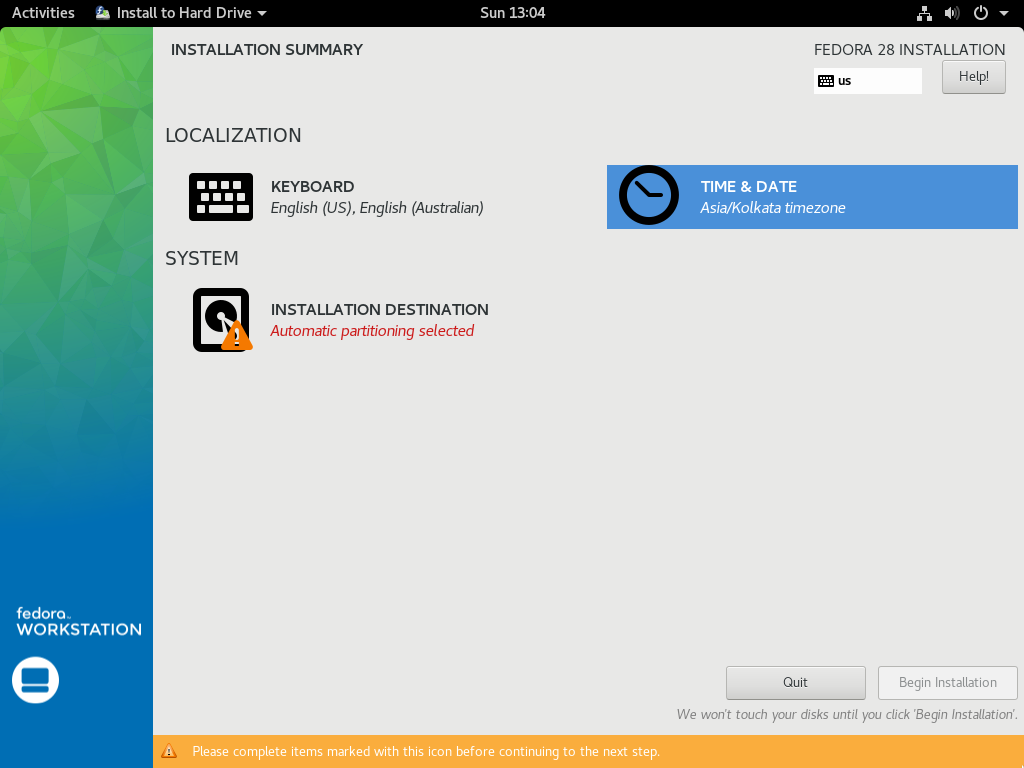 Activities Install to Hard Drive Sun 13:04
INSTALLATION SUMMARY
FEDORA 28 INSTALLATION
us
Help!
LOCALIZATION
KEYBOARD
English (US), English (Australian)
TIME & DATE
Asia/Kolkata timezone
SYSTEM
INSTALLATION DESTINATION
Automatic partitioning selected
fedora
WORKSTATION
Quit
Begin Installation
We won't touch your disks until you click 'Begin Installation'.
Please complete items marked with this icon before continuing to the next step.